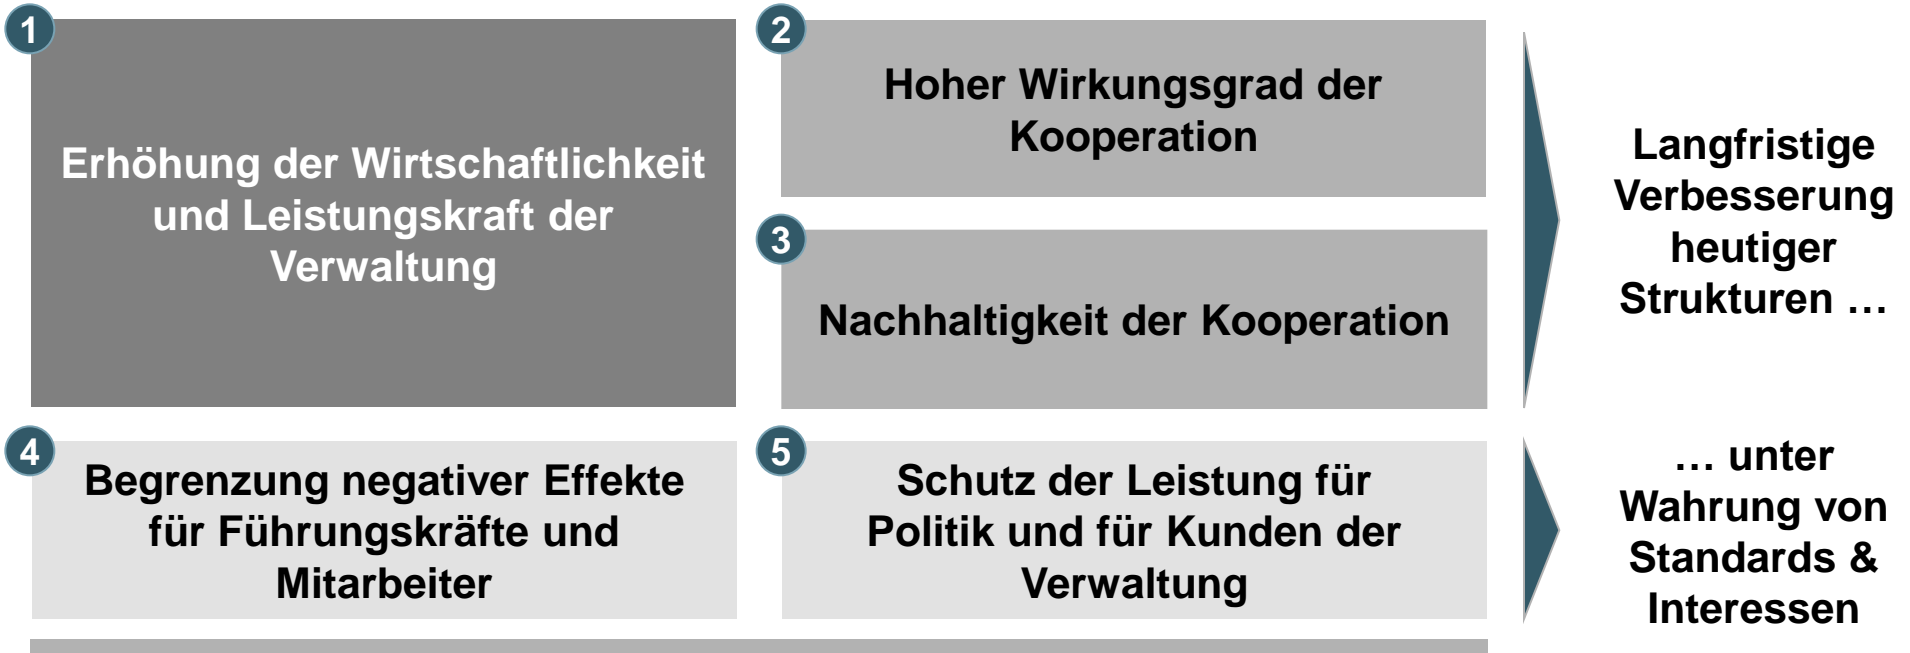 1
Erhöhung der Wirtschaftlichkeit
und Leistungskraft der
Verwaltung
2
Hoher Wirkungsgrad der
Kooperation
3
Nachhaltigkeit der Kooperation
Langfristige
Verbesserung
heutiger
Strukturen …
4
Begrenzung negativer Effekte
für Führungskräfte und
Mitarbeiter
5
Schutz der Leistung für
Politik und für Kunden der
Verwaltung
… unter
Wahrung von
Standards &
Interessen